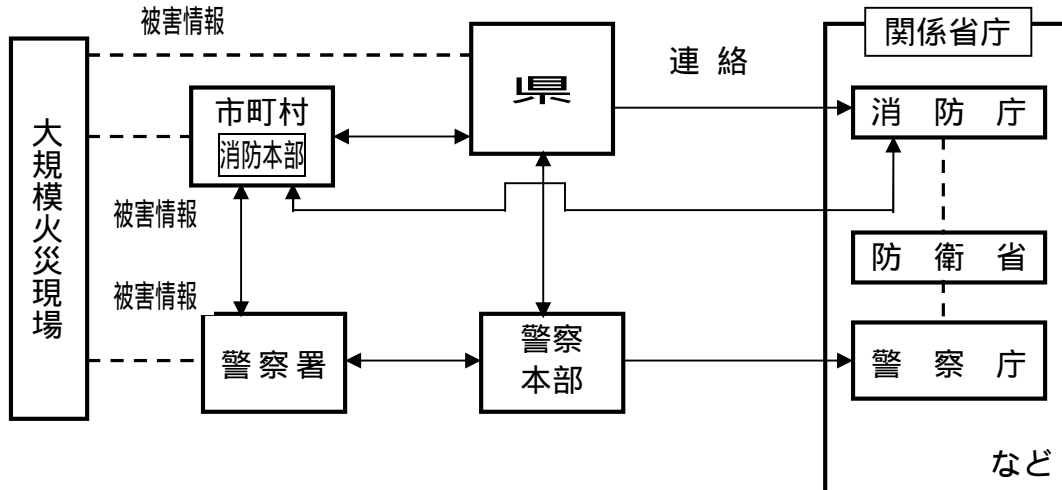 被害情報
関係省庁
県
連 絡
市町村
消防本部
消 防 庁
大規模火災現場
被害情報
防 衛 省
被害情報
警察署
警察
本部
警 察 庁
など